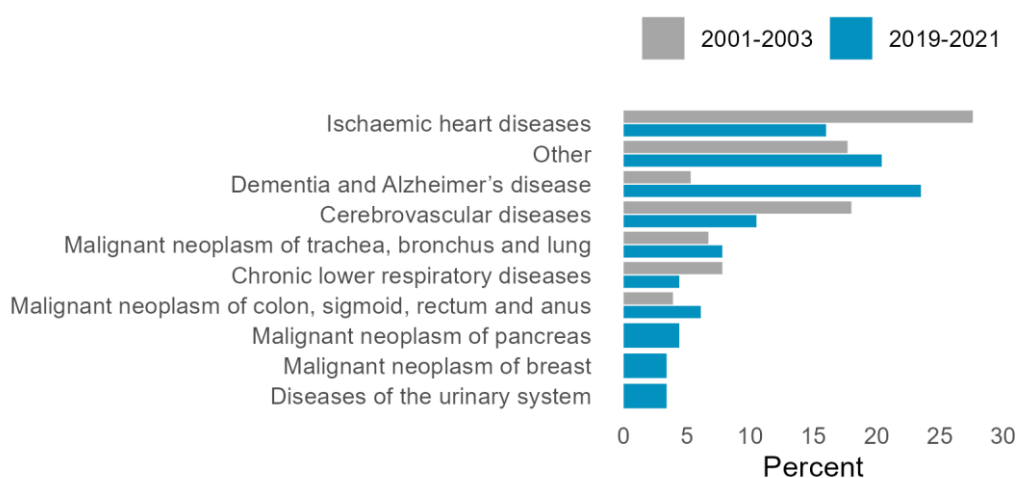 2001-2003 2019-2021
Ischaemic heart diseases
Other
Dementia and Alzheimer’s disease
Cerebrovascular diseases
Malignant neoplasm of trachea, bronchus and lung
Chronic lower respiratory diseases
Malignant neoplasm of colon, sigmoid, rectum and anus
Malignant neoplasm of pancreas
Malignant neoplasm of breast
Diseases of the urinary system
0 5 10 15 20 25 30
Percent